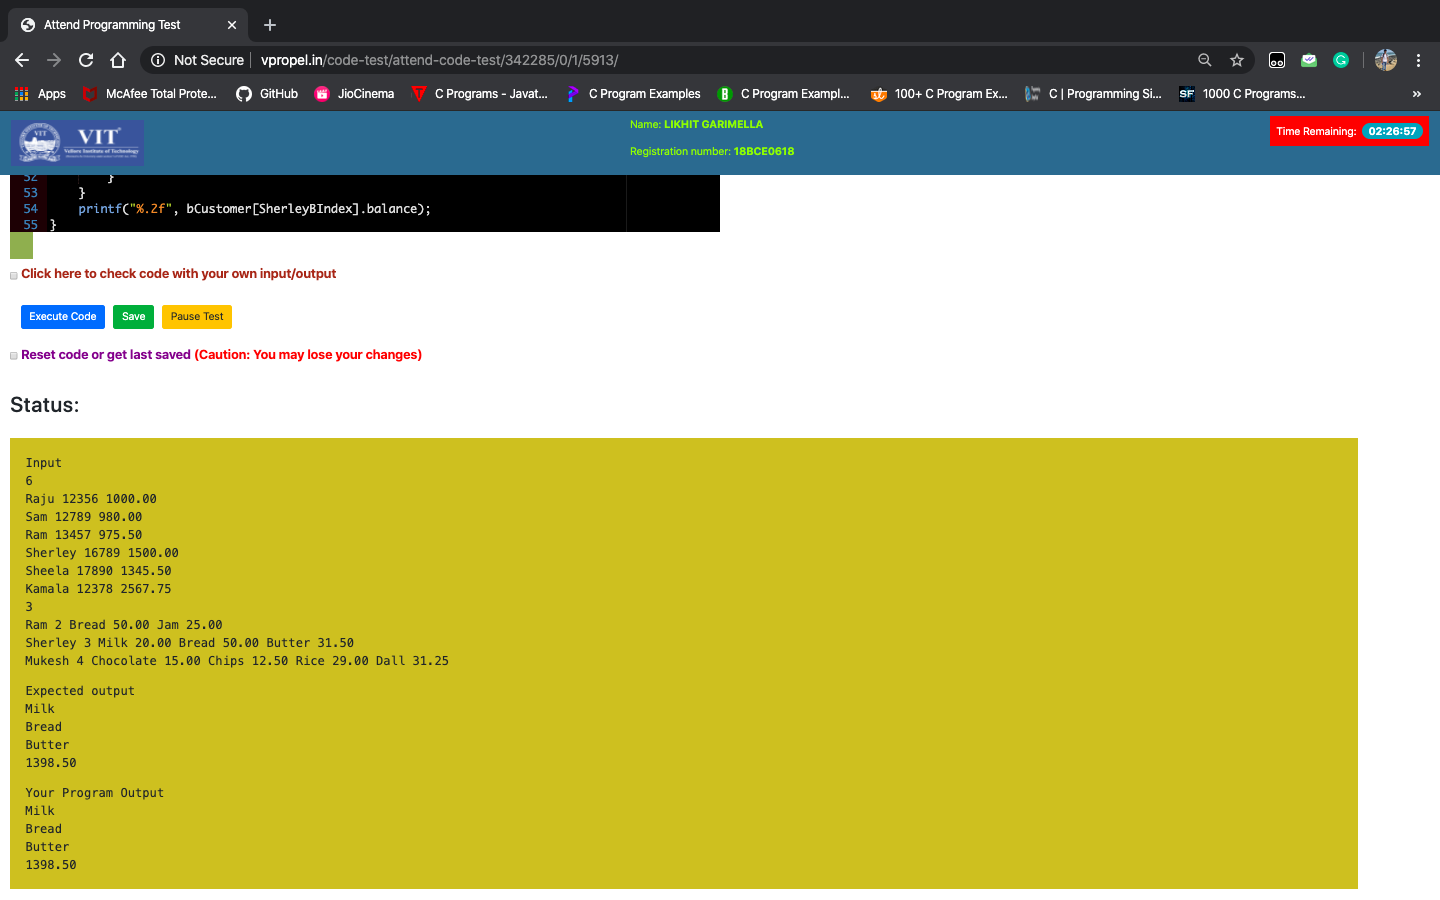 Attend Programming Test
Not Secure | vpropel.in/code-test/attend-code-test/342285/0/1/5913/
Apps McAfee Total Prote... GitHub JioCinema C Programs - Javat... C Program Examples C Program Exampl... 100+ C Program Ex... C | Programming Si... 1000 C Programs... »
VIT
Vellore Institute of Technology
Name: LIKHIT GARIMELLA
Registration number: 18BCE0618
Time Remaining: 02:26:57
52 }
53 }
54 printf("%.2f", bCustomer[SherleyBIndex].balance);
55 }
Click here to check code with your own input/output
Execute Code Save Pause Test
Reset code or get last saved (Caution: You may lose your changes)
Status:
Input
6
Raju 12356 1000.00
Sam 12789 980.00
Ram 13457 975.50
Sherley 16789 1500.00
Sheela 17890 1345.50
Kamala 12378 2567.75
3
Ram 2 Bread 50.00 Jam 25.00
Sherley 3 Milk 20.00 Bread 50.00 Butter 31.50
Mukesh 4 Chocolate 15.00 Chips 12.50 Rice 29.00 Dall 31.25
Expected output
Milk
Bread
Butter
1398.50
Your Program Output
Milk
Bread
Butter
1398.50